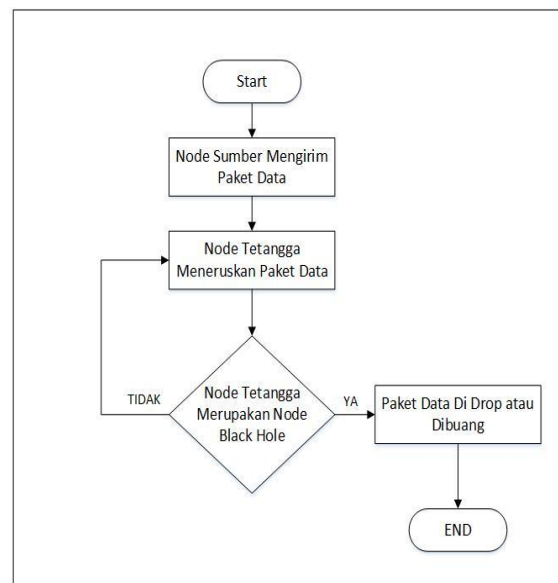 Start
Node Sumber Mengirim
Paket Data
Node Tetangga
Meneruskan Paket Data
Node Tetangga
Merupakan Node
Black Hole
TIDAK
YA
Paket Data Di Drop atau
Dibuang
END